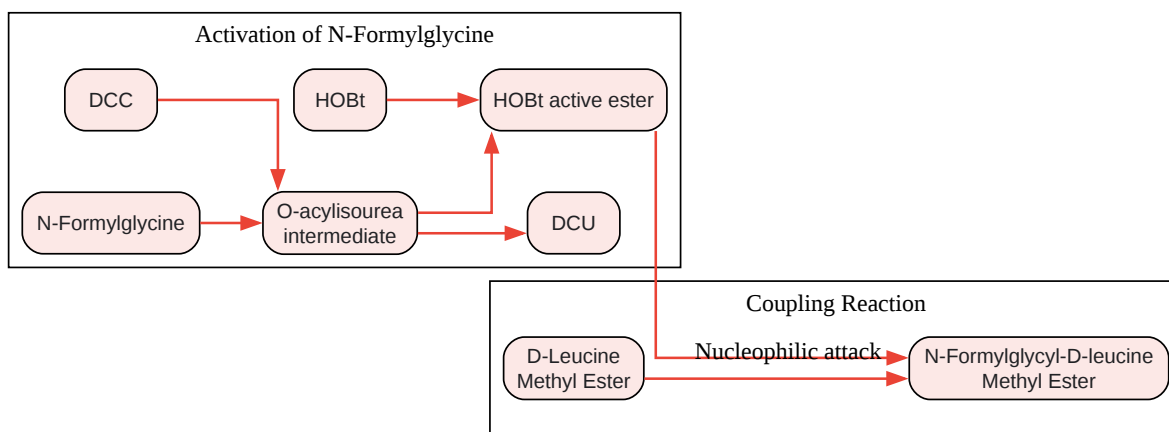 Activation of N-Formylglycine
DCC
HOBt
HOBt active ester
N-Formylglycine
O-acylisourea
intermediate
DCU
Coupling Reaction
D-Leucine
Methyl Ester
Nucleophilic attack
N-Formylglycyl-D-leucine
Methyl Ester